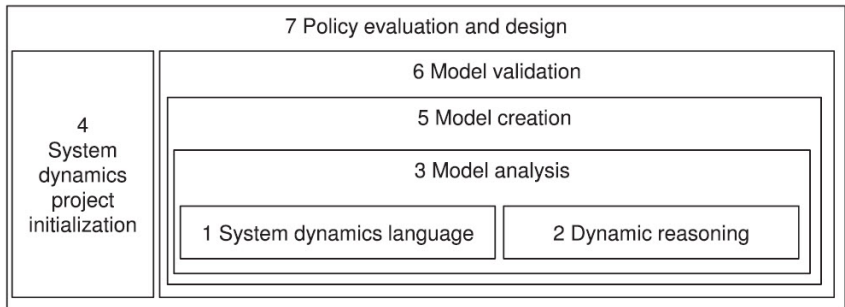 7 Policy evaluation and design
6 Model validation
5 Model creation
4
System
dynamics
project
initialization
3 Model analysis
1 System dynamics language
2 Dynamic reasoning